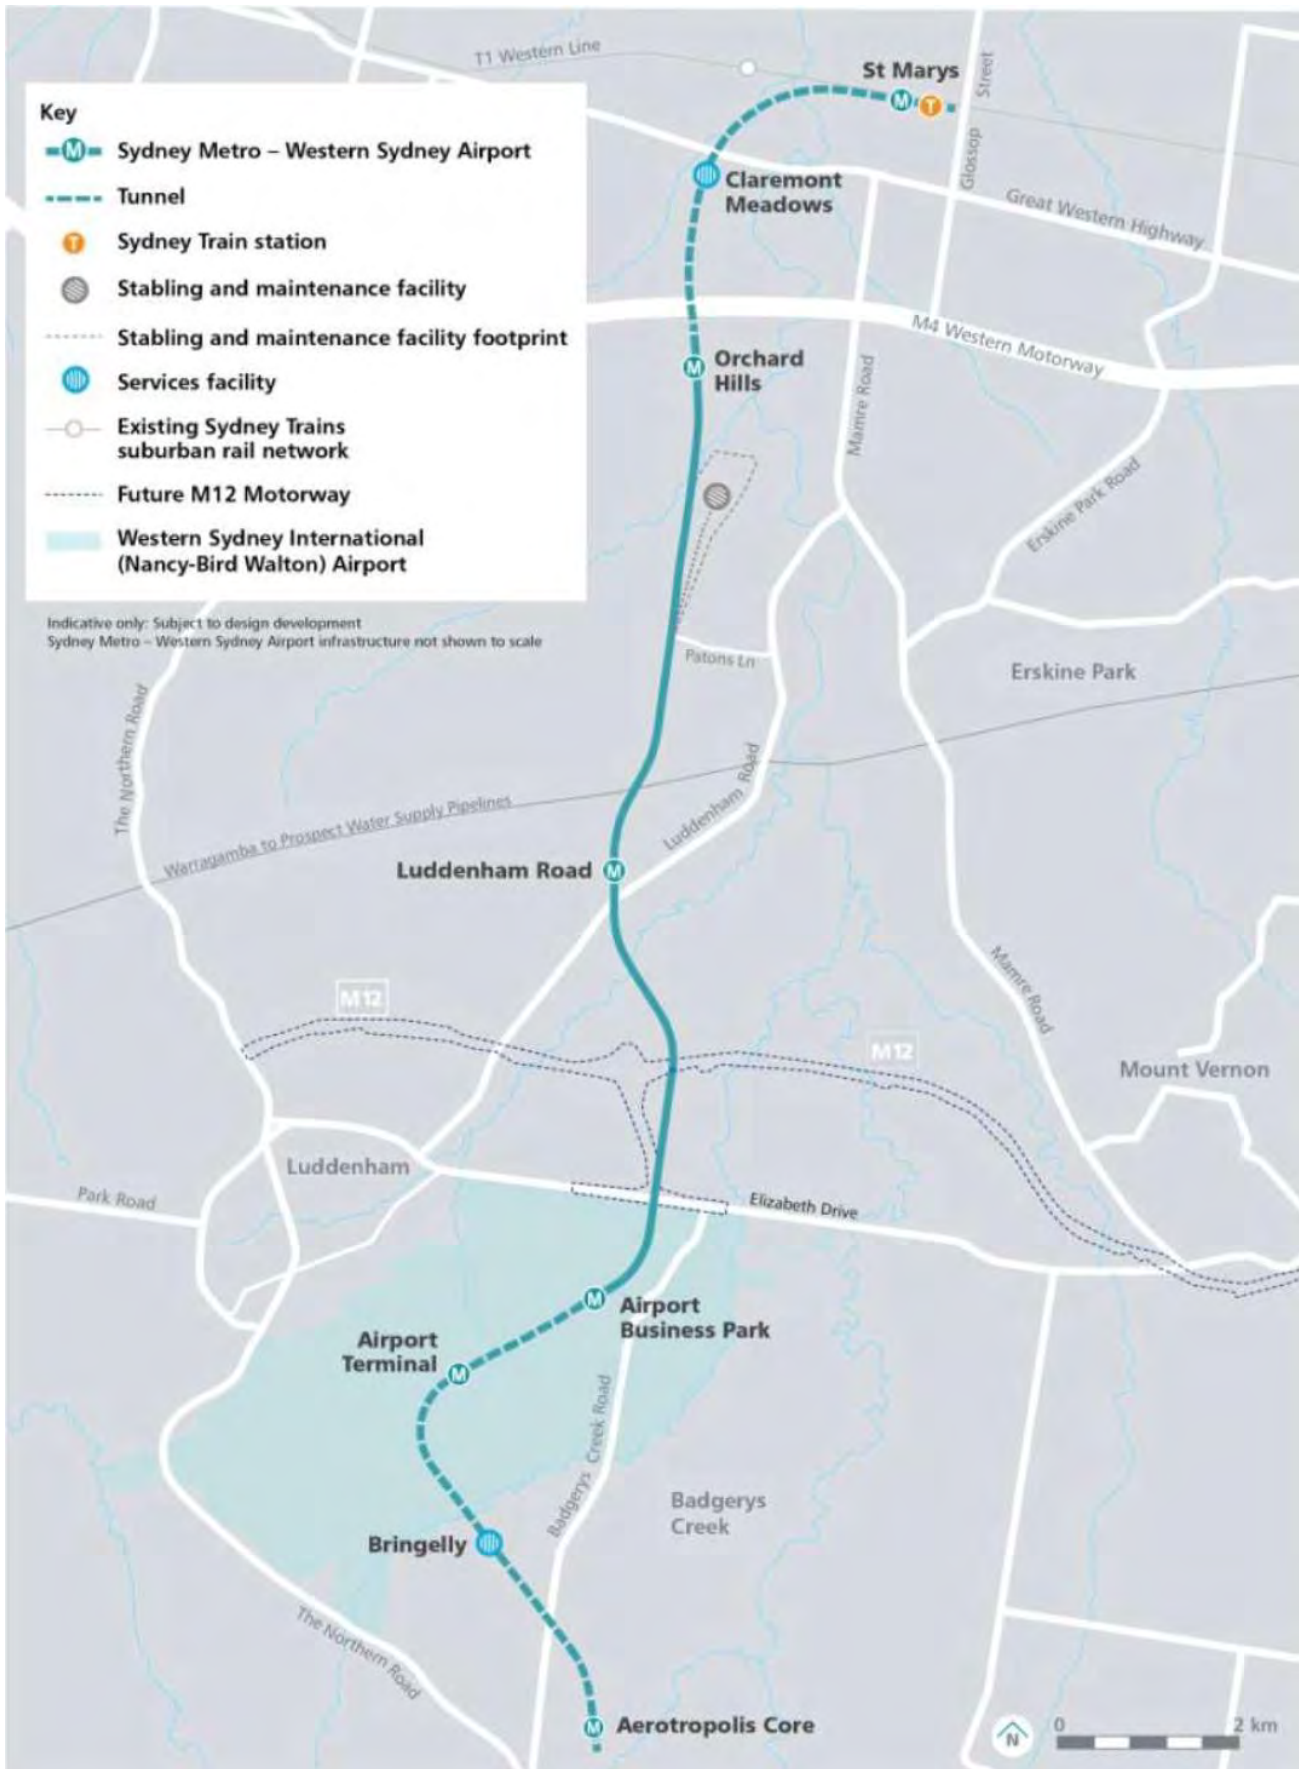 T1 Western Line
St Marys
M
T
Glossop Street
Key
M
Sydney Metro – Western Sydney Airport
Tunnel
T
Sydney Train station
Stabling and maintenance facility
Stabling and maintenance facility footprint
Services facility
Existing Sydney Trains
suburban rail network
Future M12 Motorway
Western Sydney International
(Nancy-Bird Walton) Airport
Indicative only: Subject to design development
Sydney Metro – Western Sydney Airport infrastructure not shown to scale
Claremont
Meadows
Great Western Highway
M4 Western Motorway
M
Orchard
Hills
Mamre Road
Erskine Park Road
Patons Ln
Erskine Park
The Northern Road
Warragamba to Prospect Water Supply Pipelines
Luddenham Road
Luddenham Road
M
Mamre Road
M12
M12
Mount Vernon
Luddenham
Park Road
Elizabeth Drive
M
Airport
Business Park
Airport
Terminal
M
Badgerys Creek Road
Badgerys
Creek
Bringelly
The Northern Road
M
Aerotropolis Core
N
0
2 km